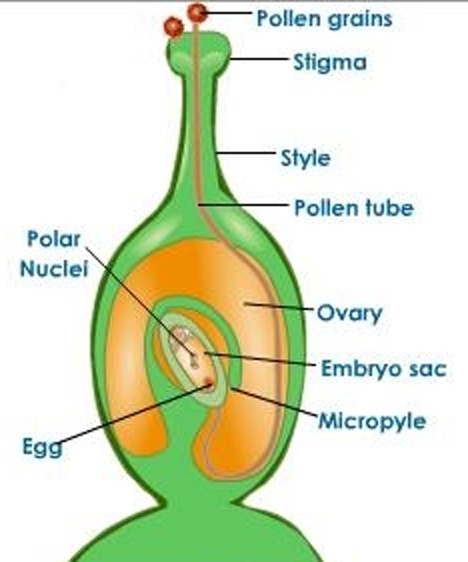 Pollen grains
Stigma
Style
Pollen tube
Polar
Nuclei
Ovary
Embryo sac
Micropyle
Egg